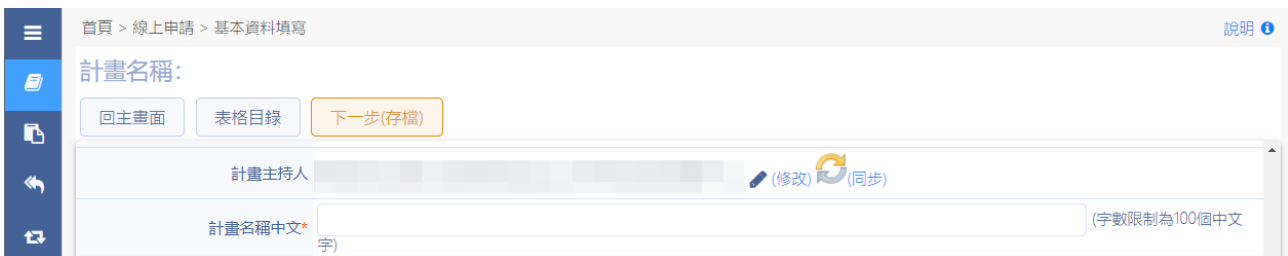 首頁 > 線上申請 > 基本資料填寫
說明
計畫名稱:
回主畫面
表格目錄
下一步(存檔)
計畫主持人
(修改)
(同步)
計畫名稱中文*
(字數限制為100個中文
字)